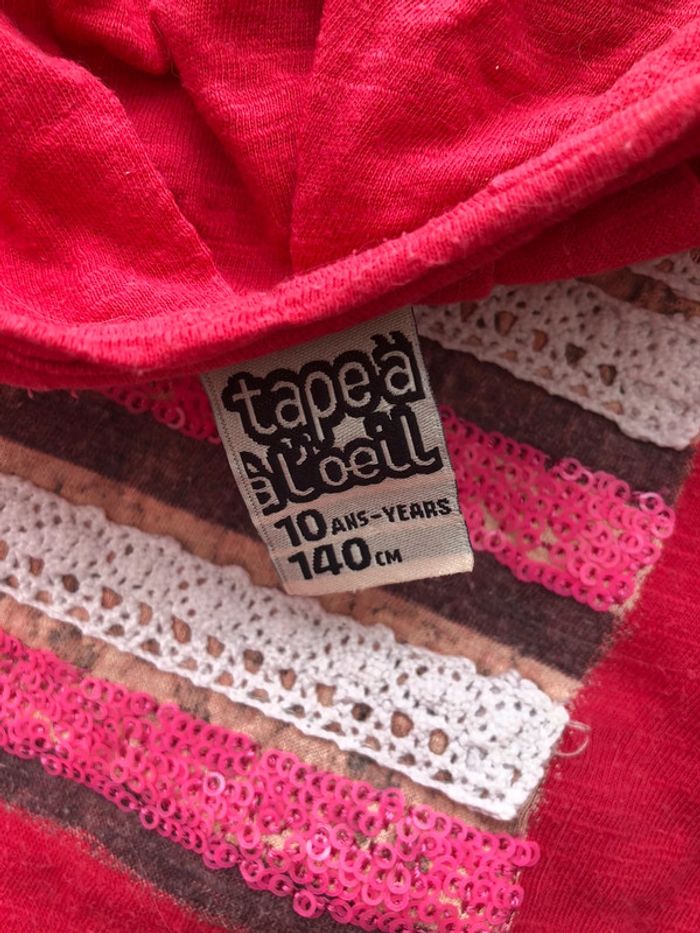 tape à
à l'oeil
10 ANS-YEARS
140 CM